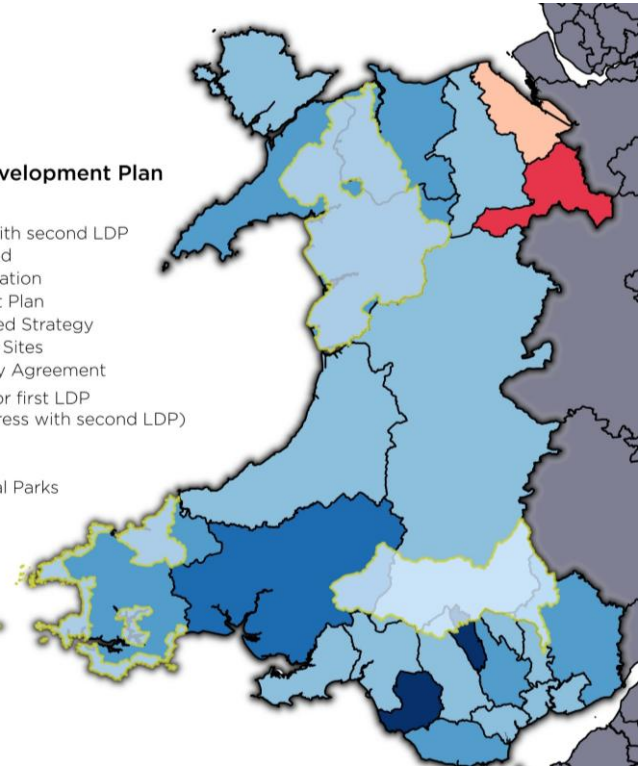 velopment Plan
ith second LDP
d
ation
t Plan
ed Strategy
Sites
y Agreement
or first LDP
ress with second LDP)
al Parks